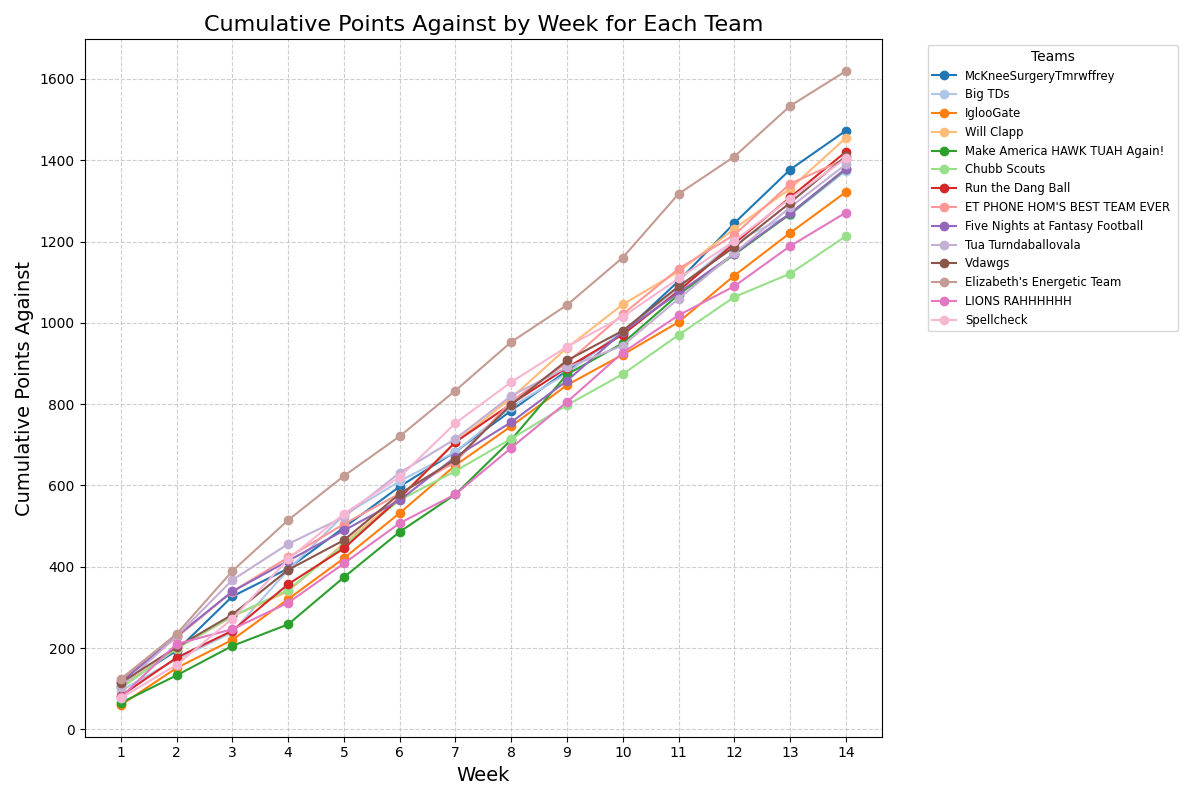 Cumulative Points Against by Week for Each Team
Cumulative Points Against
1600
1400
1200
1000
800
600
400
200
0
1 2 3 4 5 6 7 8 9 10 11 12 13 14
Week
Teams
McKneeSurgeryTmrwffrey
Big TDs
IglooGate
Will Clapp
Make America HAWK TUAH Again!
Chubb Scouts
Run the Dang Ball
ET PHONE HOM'S BEST TEAM EVER
Five Nights at Fantasy Football
Tua Turndaballovala
Vdawgs
Elizabeth's Energetic Team
LIONS RAHHHHHH
Spellcheck